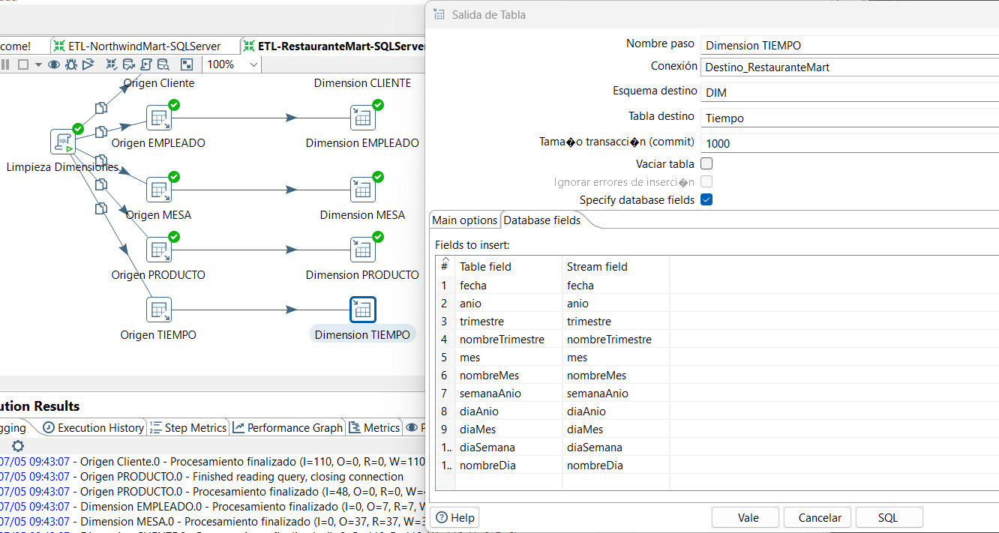 come!
ETL-NorthwindMart-SQLServer
ETL-RestauranteMart-SQLServe
100%
Origen Cliente
Dimension CLIENTE
Origen EMPLEADO
Dimension EMPLEADO
SQL
Limpieza Dimensiones
Origen MESA
Dimension MESA
Origen PRODUCTO
Dimension PRODUCTO
Origen TIEMPO
Dimension TIEMPO
ution Results
gging
Execution History
Step Metrics
Performance Graph
Metrics
P
07/05 09:43:07 - Origen Cliente.0 - Procesamiento finalizado (I=110, O=0, R=0, W=110
07/05 09:43:07 - Origen PRODUCTO.0 - Finished reading query, closing connection
07/05 09:43:07 - Origen PRODUCTO.0 - Procesamiento finalizado (I=48, O=0, R=0, W=4
07/05 09:43:07 - Dimension EMPLEADO.0 - Procesamiento finalizado (I=0, O=7, R=7, W=
07/05 09:43:07 - Dimension MESA.0 - Procesamiento finalizado (I=0, O=37, R=37, W=3
Salida de Tabla
Nombre paso Dimension TIEMPO
Conexión Destino_RestauranteMart
Esquema destino DIM
Tabla destino Tiempo
Tama�o transacci�n (commit) 1000
Vaciar tabla
Ignorar errores de inserci�n
Specify database fields
Main options
Database fields
Fields to insert:
# Table field Stream field
1 fecha fecha
2 anio anio
3 trimestre trimestre
4 nombreTrimestre nombreTrimestre
5 mes mes
6 nombreMes nombreMes
7 semanaAnio semanaAnio
8 diaAnio diaAnio
9 diaMes diaMes
1.. diaSemana diaSemana
1.. nombreDia nombreDia
Help
Vale
Cancelar
SQL